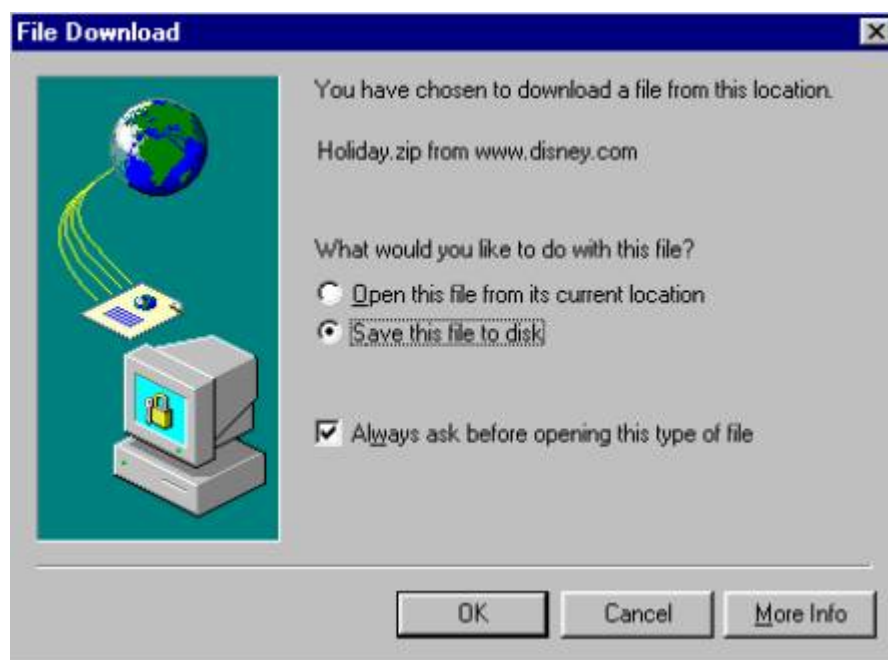 File Download
You have chosen to download a file from this location.
Holiday.zip from www.disney.com
What would you like to do with this file?
Open this file from its current location
Save this file to disk
Always ask before opening this type of file
OK
Cancel
More Info